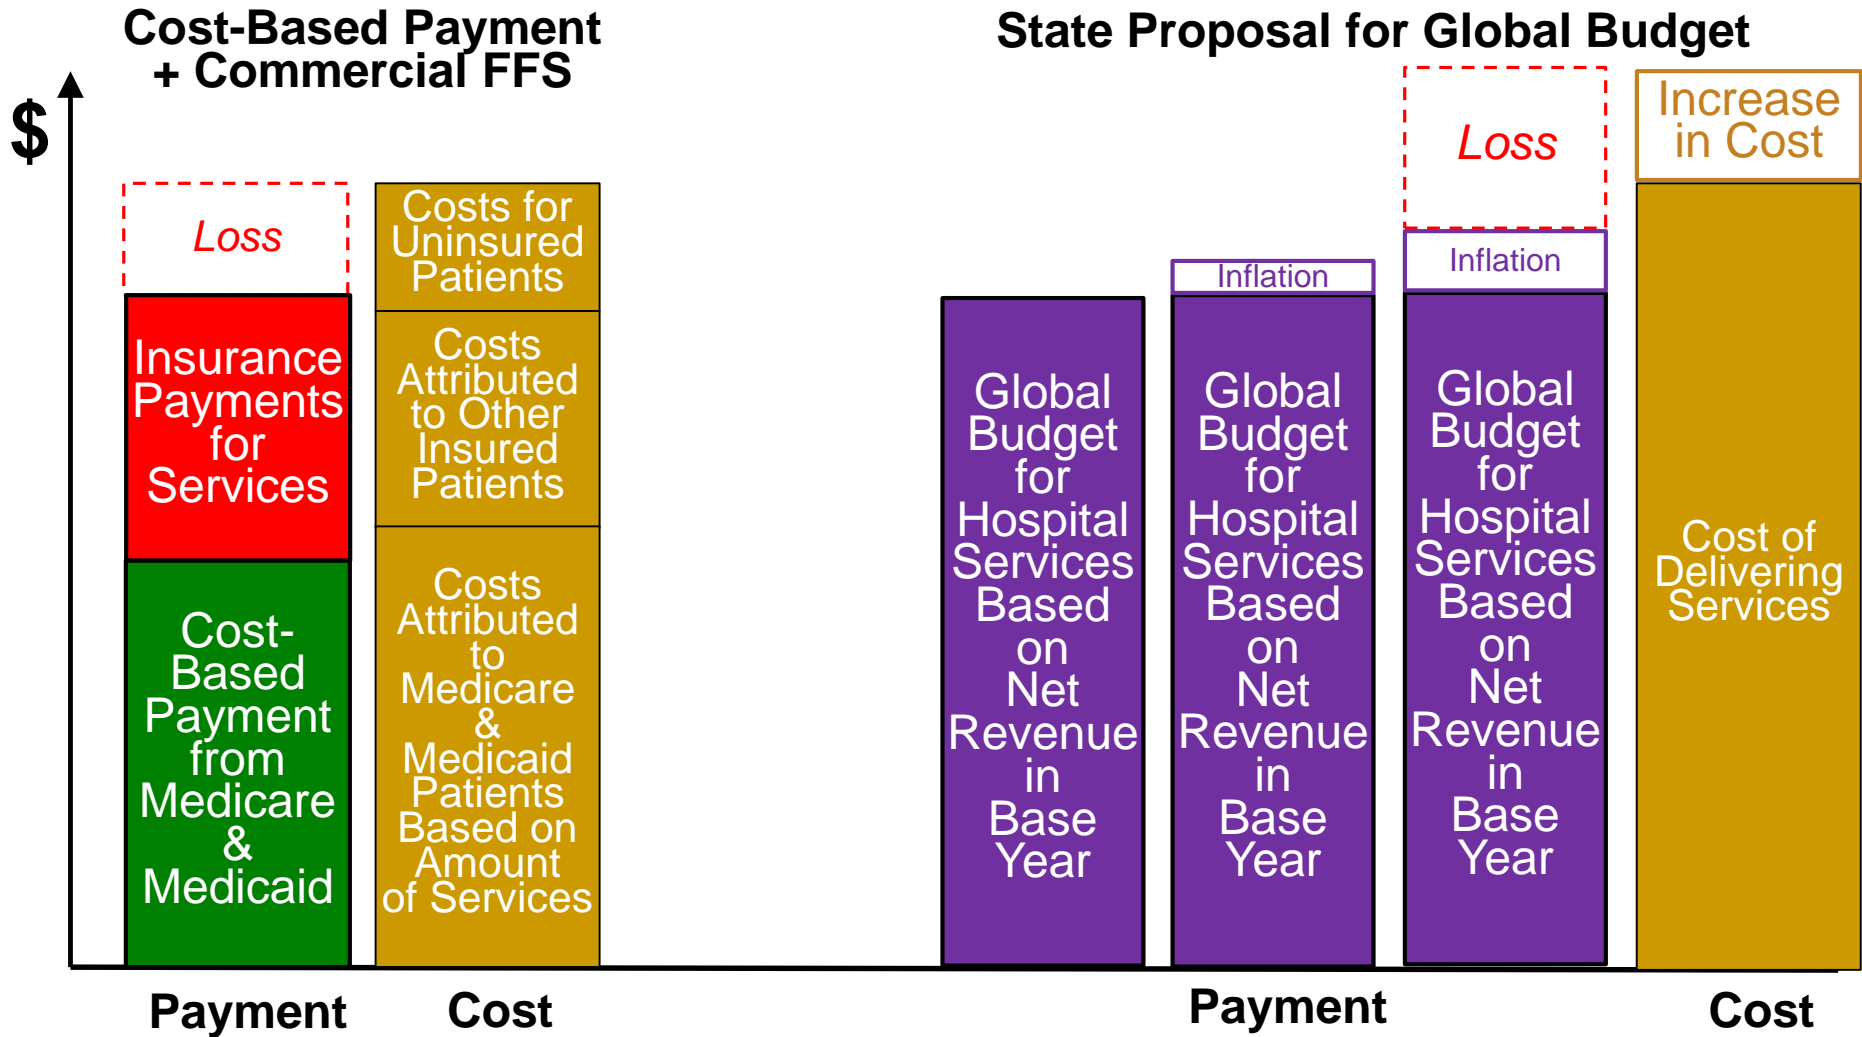 Cost-Based Payment
+ Commercial FFS
$
Loss
Insurance
Payments
for
Services
Cost-
Based
Payment
from
Medicare
&
Medicaid
Costs for
Uninsured
Patients
Costs
Attributed
to Other
Insured
Patients
Costs
Attributed
to
Medicare
&
Medicaid
Patients
Based on
Amount
of Services
Payment
Cost
State Proposal for Global Budget
Global
Budget
for
Hospital
Services
Based
on
Net
Revenue
in
Base
Year
Inflation
Global
Budget
for
Hospital
Services
Based
on
Net
Revenue
in
Base
Year
Loss
Inflation
Global
Budget
for
Hospital
Services
Based
on
Net
Revenue
in
Base
Year
Increase
in Cost
Cost of
Delivering
Services
Payment
Cost